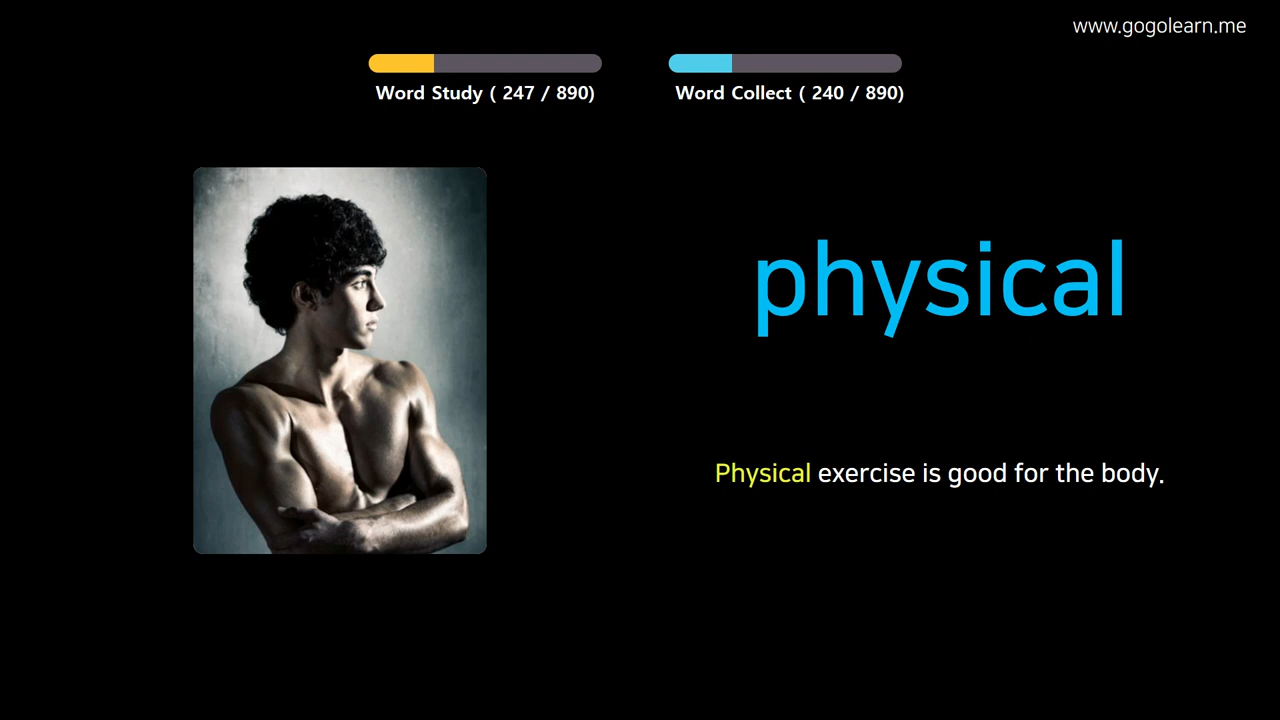 www.gogolearn.me
Word Study ( 247 / 890)
Word Collect ( 240 / 890)
physical
Physical exercise is good for the body.